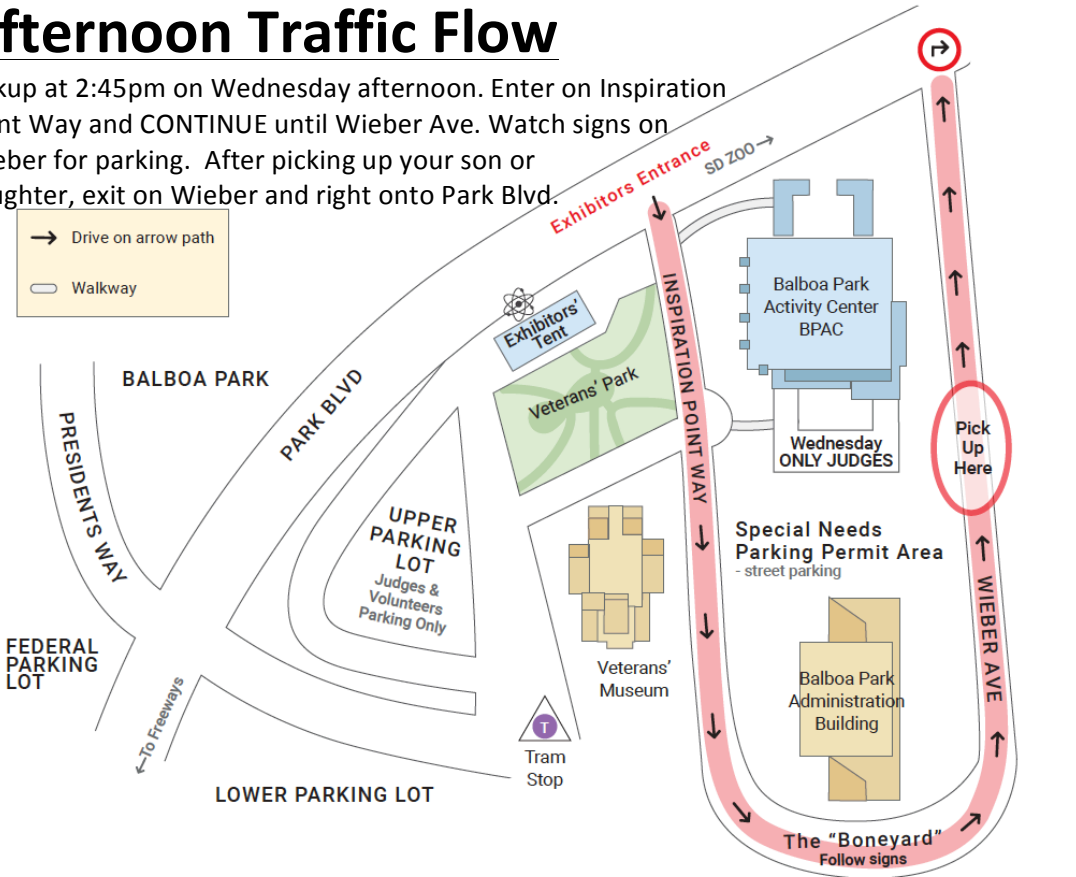 fternoon Traffic Flow
kup at 2:45pm on Wednesday afternoon. Enter on Inspiration
nt Way and CONTINUE until Wieber Ave. Watch signs on
eber for parking.  After picking up your son or
ughter, exit on Wieber and right onto Park Blvd.
Exhibitors Entrance
SD ZOO→
→ Drive on arrow path
Walkway
Exhibitors'
Tent
Veterans' Park
INSPIRATION POINT WAY
Balboa Park
Activity Center
BPAC
BALBOA PARK
PARK BLVD
PRESIDENTS WAY
Wednesday
ONLY JUDGES
Pick
Up
Here
UPPER
PARKING
LOT
Judges &
Volunteers
Parking Only
Special Needs
Parking Permit Area
- street parking
WIEBER AVE
FEDERAL
PARKING
LOT
←To Freeways
Veterans'
Museum
Balboa Park
Administration
Building
T
Tram
Stop
LOWER PARKING LOT
The “Boneyard”
Follow signs